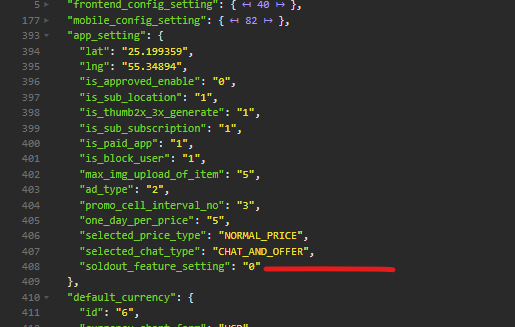 5 "frontend_config_setting": { ↤ 40 ↦ },
177 "mobile_config_setting": { ↤ 82 ↦ },
393 "app_setting": {
394 "lat": "25.199359",
395 "lng": "55.34894",
396 "is_approved_enable": "0",
397 "is_sub_location": "1",
398 "is_thumb2x_3x_generate": "1",
399 "is_sub_subscription": "1",
400 "is_paid_app": "1",
401 "is_block_user": "1",
402 "max_img_upload_of_item": "5",
403 "ad_type": "2",
404 "promo_cell_interval_no": "3",
405 "one_day_per_price": "5",
406 "selected_price_type": "NORMAL_PRICE",
407 "selected_chat_type": "CHAT_AND_OFFER",
408 "soldout_feature_setting": "0"
409 },
410 "default_currency": {
411 "id": "6",